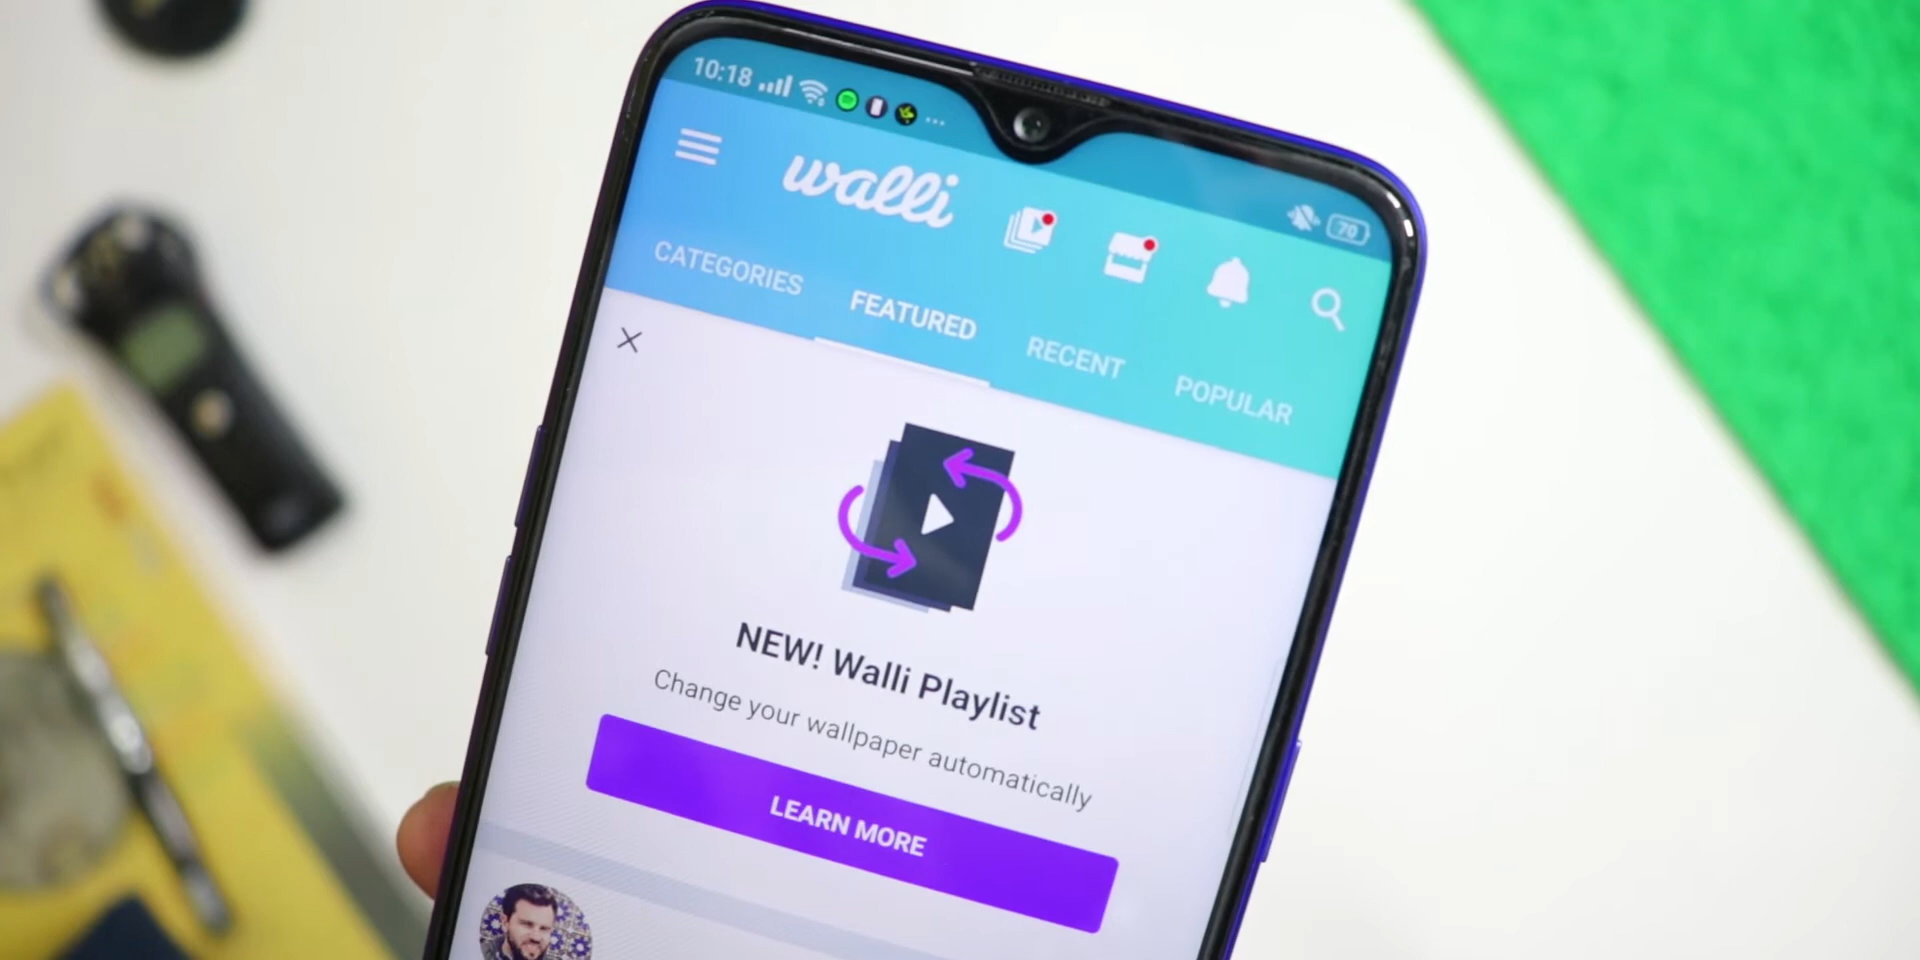 10:18
70
walli
CATEGORIES FEATURED RECENT POPULAR
NEW! Walli Playlist
Change your wallpaper automatically
LEARN MORE